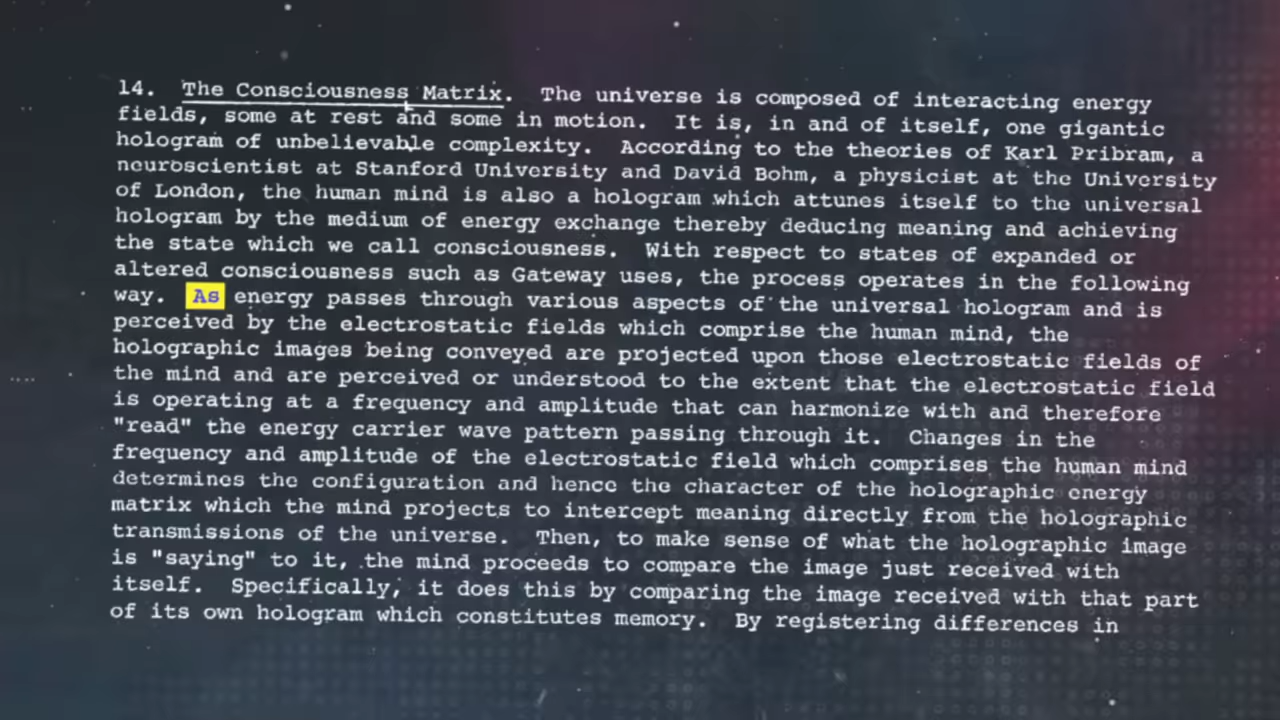 14. The Consciousness Matrix. The universe is composed of interacting energy
fields, some at rest and some in motion. It is, in and of itself, one gigantic
hologram of unbelievable complexity. According to the theories of Karl Pribram, a
neuroscientist at Stanford University and David Bohm, a physicist at the University
of London, the human mind is also a hologram which attunes itself to the universal
hologram by the medium of energy exchange thereby deducing meaning and achieving
the state which we call consciousness. With respect to states of expanded or
altered consciousness such as Gateway uses, the process operates in the following
way. As energy passes through various aspects of the universal hologram and is
perceived by the electrostatic fields which comprise the human mind, the
holographic images being conveyed are projected upon those electrostatic fields of
the mind and are perceived or understood to the extent that the electrostatic field
is operating at a frequency and amplitude that can harmonize with and therefore
"read" the energy carrier wave pattern passing through it. Changes in the
frequency and amplitude of the electrostatic field which comprises the human mind
determines the configuration and hence the character of the holographic energy
matrix which the mind projects to intercept meaning directly from the holographic
transmissions of the universe. Then, to make sense of what the holographic image
is "saying" to it, the mind proceeds to compare the image just received with
itself. Specifically, it does this by comparing the image received with that part
of its own hologram which constitutes memory. By registering differences in